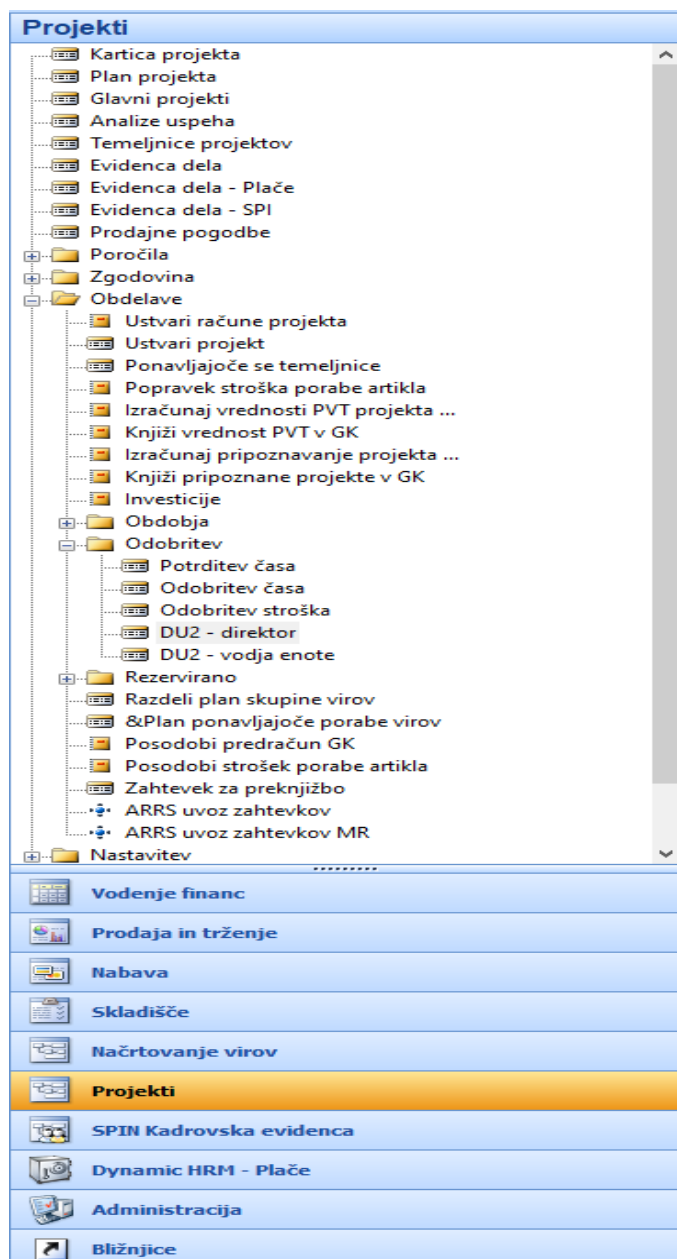 Projekti
Kartica projekta
Plan projekta
Glavni projekti
Analize uspeha
Temeljnice projektov
Evidenca dela
Evidenca dela - Plače
Evidenca dela - SPI
Prodajne pogodbe
Poročila
Zgodovina
Obdelave
Ustvari račune projekta
Ustvari projekt
Ponavljajoče se temeljnice
Popravek stroška porabe artikla
Izračunaj vrednosti PVT projekta ...
Knjiži vrednost PVT v GK
Izračunaj pripoznavanje projekta ...
Knjiži pripoznane projekte v GK
Investicije
Obdobja
Odobritev
Potrditev časa
Odobritev časa
Odobritev stroška
DU2 - direktor
DU2 - vodja enote
Rezervirano
Razdeli plan skupine virov
&Plan ponavljajoče porabe virov
Posodobi predračun GK
Posodobi strošek porabe artikla
Zahtevek za preknjižbo
ARRS uvoz zahtevkov
ARRS uvoz zahtevkov MR
Nastavitev
Vodenje financ
Prodaja in trženje
Nabava
Skladišče
Načrtovanje virov
Projekti
SPIN Kadrovska evidenca
Dynamic HRM - Plače
Administracija
Bližnjice